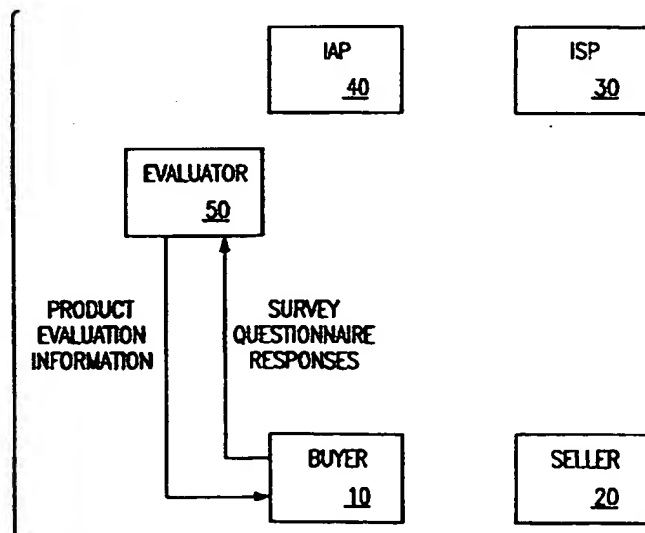 IAP
40
ISP
30
EVALUATOR
50
PRODUCT
EVALUATION
INFORMATION
SURVEY
QUESTIONNAIRE
RESPONSES
BUYER
10
SELLER
20